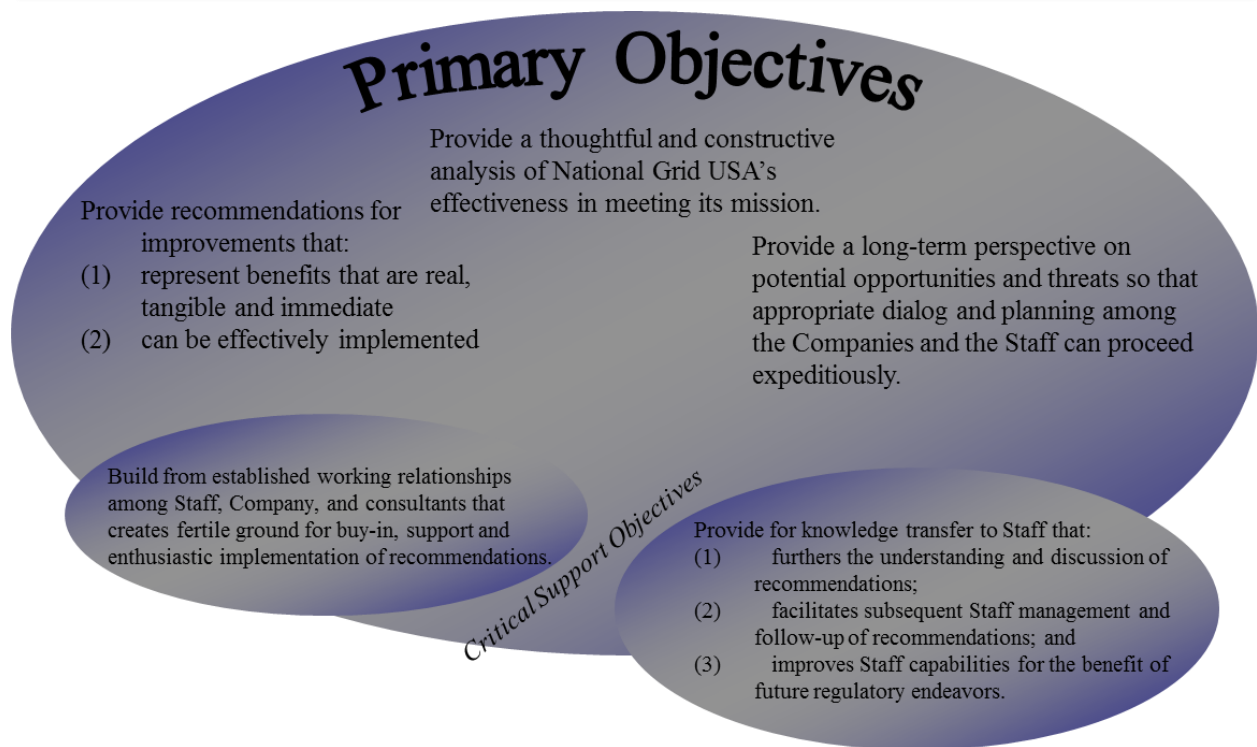 Primary Objectives
Provide a thoughtful and constructive
analysis of National Grid USA's
effectiveness in meeting its mission.
Provide recommendations for
improvements that:
(1) represent benefits that are real,
tangible and immediate
(2) can be effectively implemented
Provide a long-term perspective on
potential opportunities and threats so that
appropriate dialog and planning among
the Companies and the Staff can proceed
expeditiously.
Build from established working relationships
among Staff, Company, and consultants that
creates fertile ground for buy-in, support and
enthusiastic implementation of recommendations.
Critical Support Objectives
Provide for knowledge transfer to Staff that:
(1) furthers the understanding and discussion of
recommendations;
(2) facilitates subsequent Staff management and
follow-up of recommendations; and
(3) improves Staff capabilities for the benefit of
future regulatory endeavors.